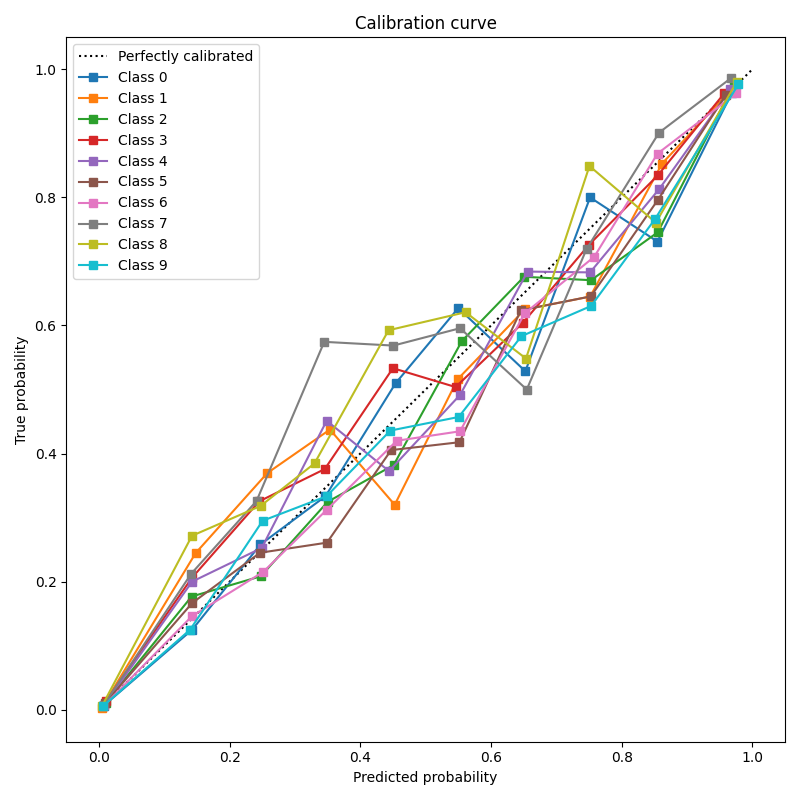 Calibration curve
Perfectly calibrated
Class 0
Class 1
Class 2
Class 3
Class 4
Class 5
Class 6
Class 7
Class 8
Class 9
True probability
1.0
0.8
0.6
0.4
0.2
0.0
0.0 0.2 0.4 0.6 0.8 1.0
Predicted probability